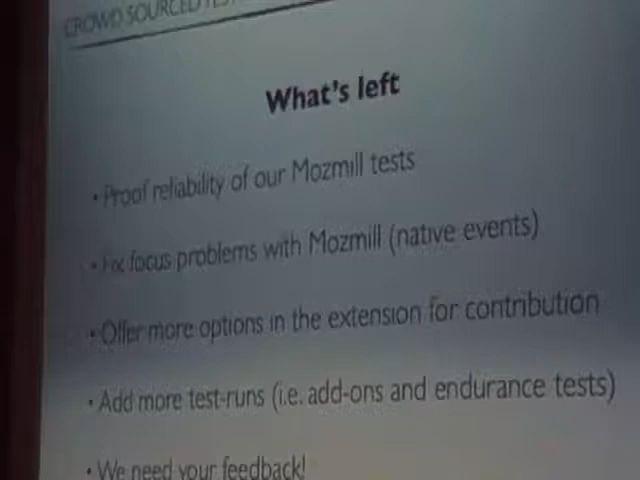 CROWD SOURCED
What's left
• Proof reliability of our Mozmill tests
• Fix focus problems with Mozmill (native events)
• Offer more options in the extension for contribution
• Add more test-runs (i.e. add-ons and endurance tests)
• We need your feedback!